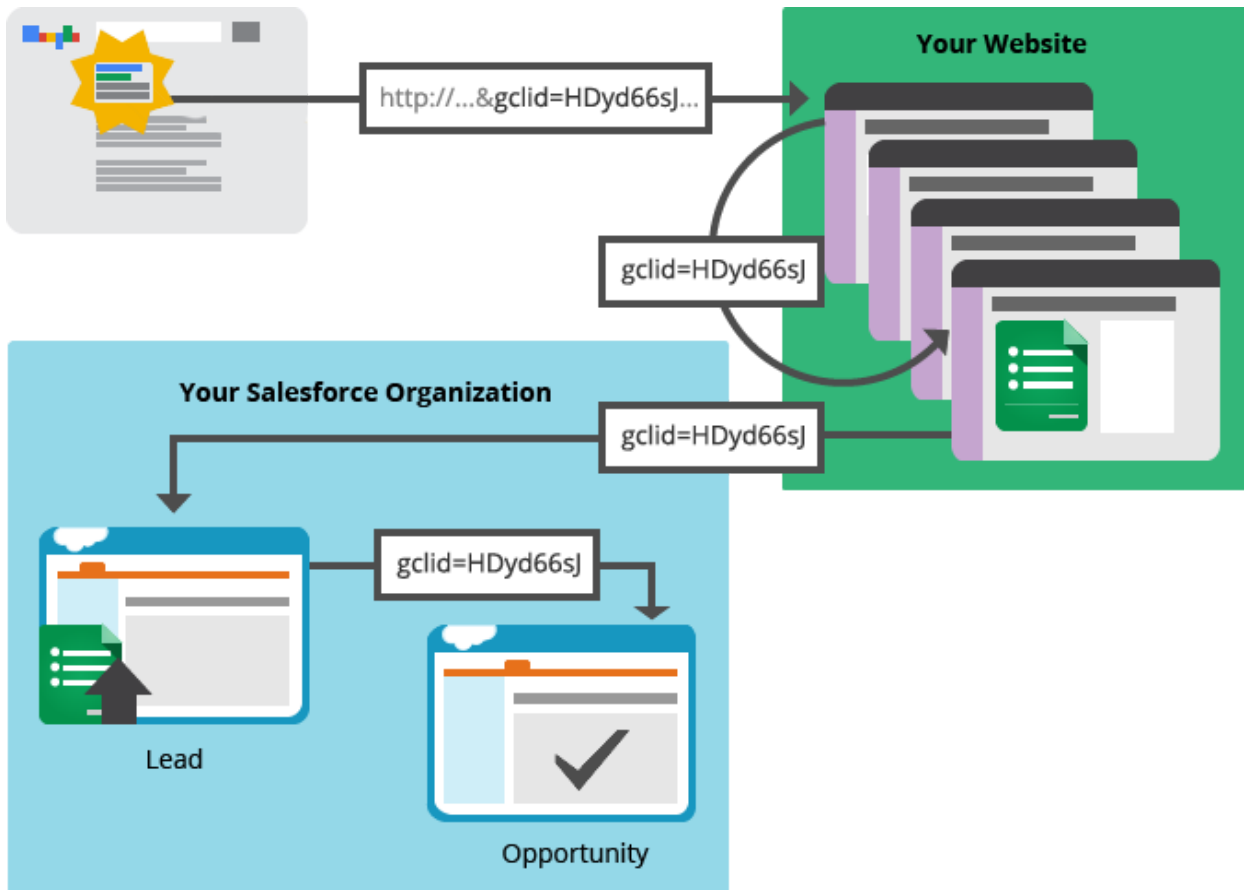 Your Website
http://...&gclid=HDyd66sJ...
gclid=HDyd66sJ
Your Salesforce Organization
gclid=HDyd66sJ
gclid=HDyd66sJ
Lead
Opportunity